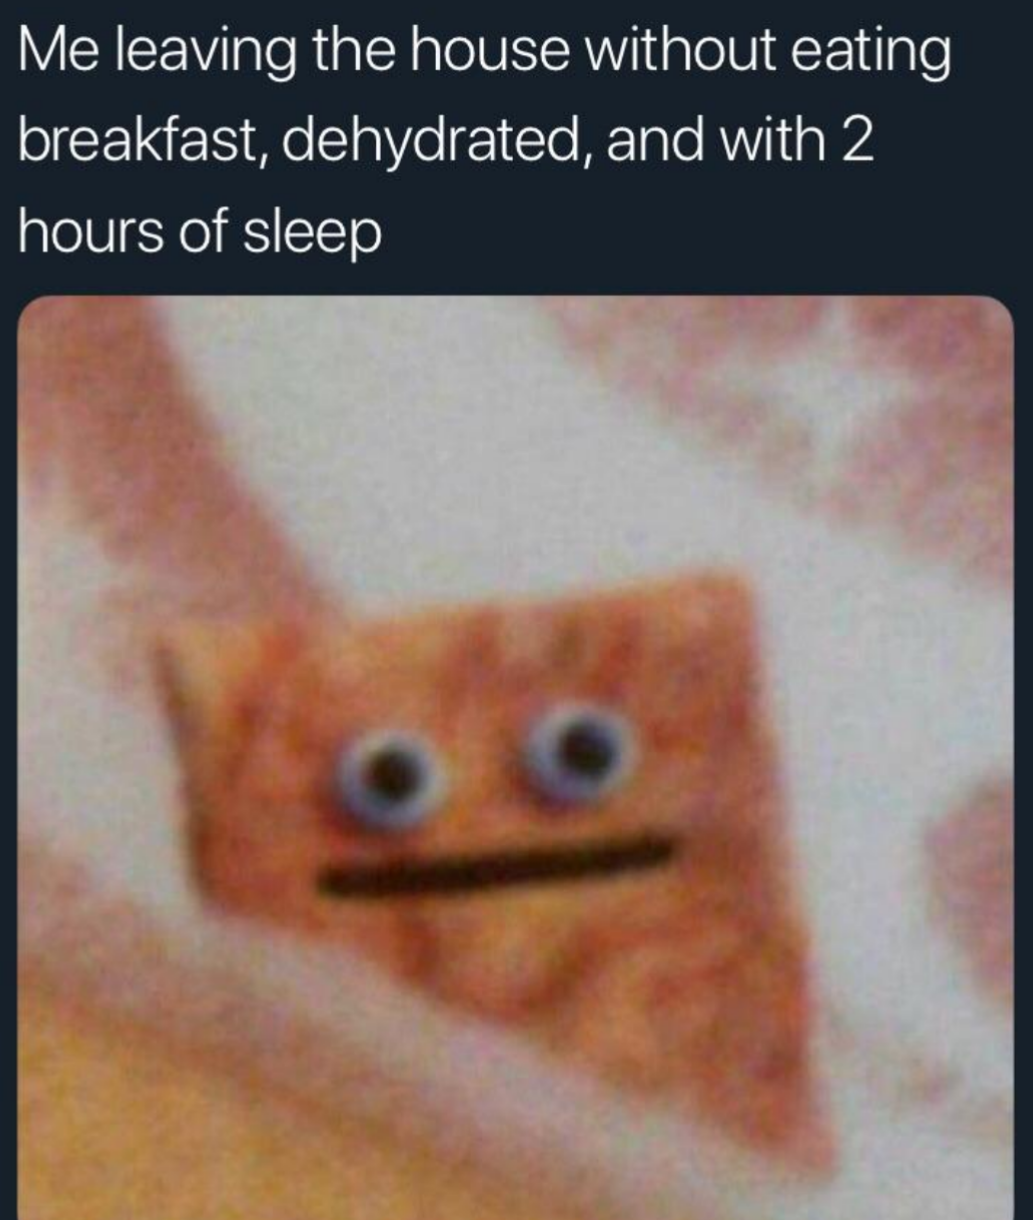 Me leaving the house without eating
breakfast, dehydrated, and with 2
hours of sleep